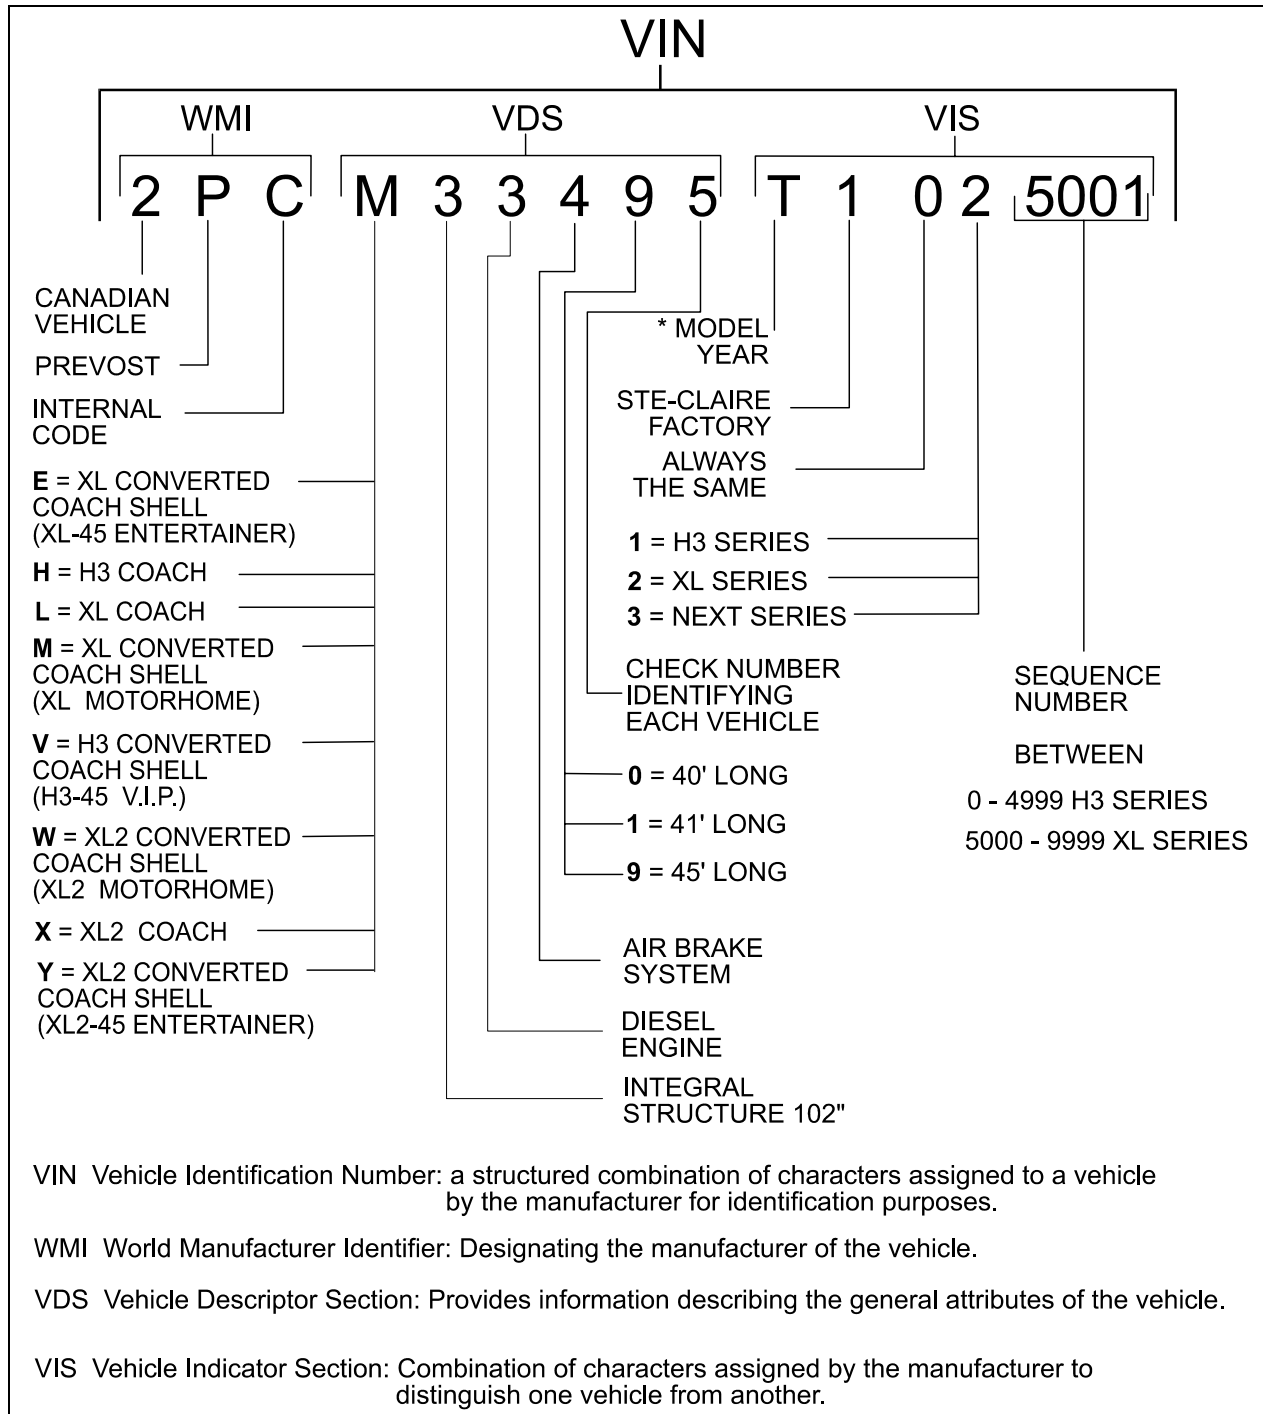 VIN
WMI
VDS
VIS
2 P C M 3 3 4 9 5 T 1 0 2 5001
CANADIAN
VEHICLE
PREVOST
INTERNAL
CODE
E = XL CONVERTED
COACH SHELL
(XL-45 ENTERTAINER)
H = H3 COACH
L = XL COACH
M = XL CONVERTED
COACH SHELL
(XL MOTORHOME)
V = H3 CONVERTED
COACH SHELL
(H3-45 V.I.P.)
W = XL2 CONVERTED
COACH SHELL
(XL2 MOTORHOME)
X = XL2 COACH
Y = XL2 CONVERTED
COACH SHELL
(XL2-45 ENTERTAINER)
* MODEL
YEAR
STE-CLAIRE
FACTORY
ALWAYS
THE SAME
1 = H3 SERIES
2 = XL SERIES
3 = NEXT SERIES
CHECK NUMBER
IDENTIFYING
EACH VEHICLE
0 = 40' LONG
1 = 41' LONG
9 = 45' LONG
AIR BRAKE
SYSTEM
DIESEL
ENGINE
INTEGRAL
STRUCTURE 102"
SEQUENCE
NUMBER
BETWEEN
0 - 4999 H3 SERIES
5000 - 9999 XL SERIES
VIN Vehicle Identification Number: a structured combination of characters assigned to a vehicle
by the manufacturer for identification purposes.
WMI World Manufacturer Identifier: Designating the manufacturer of the vehicle.
VDS Vehicle Descriptor Section: Provides information describing the general attributes of the vehicle.
VIS Vehicle Indicator Section: Combination of characters assigned by the manufacturer to
distinguish one vehicle from another.